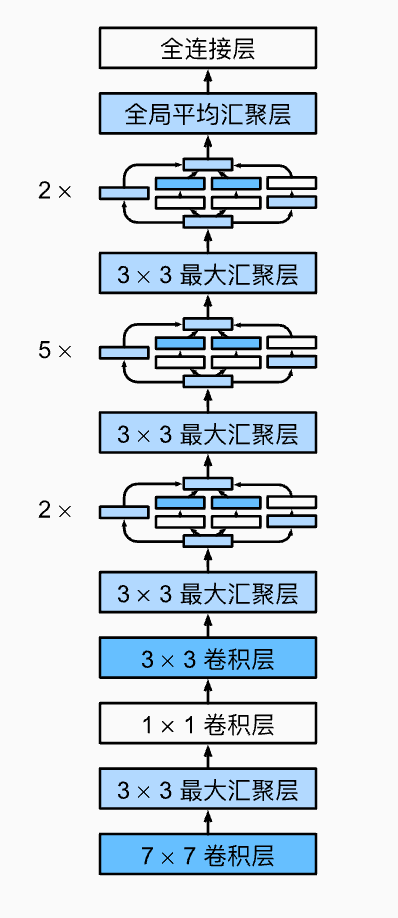 全连接层
全局平均汇聚层
2 ×
3 × 3 最大汇聚层
5 ×
3 × 3 最大汇聚层
2 ×
3 × 3 最大汇聚层
3 × 3 卷积层
1 × 1 卷积层
3 × 3 最大汇聚层
7 × 7 卷积层